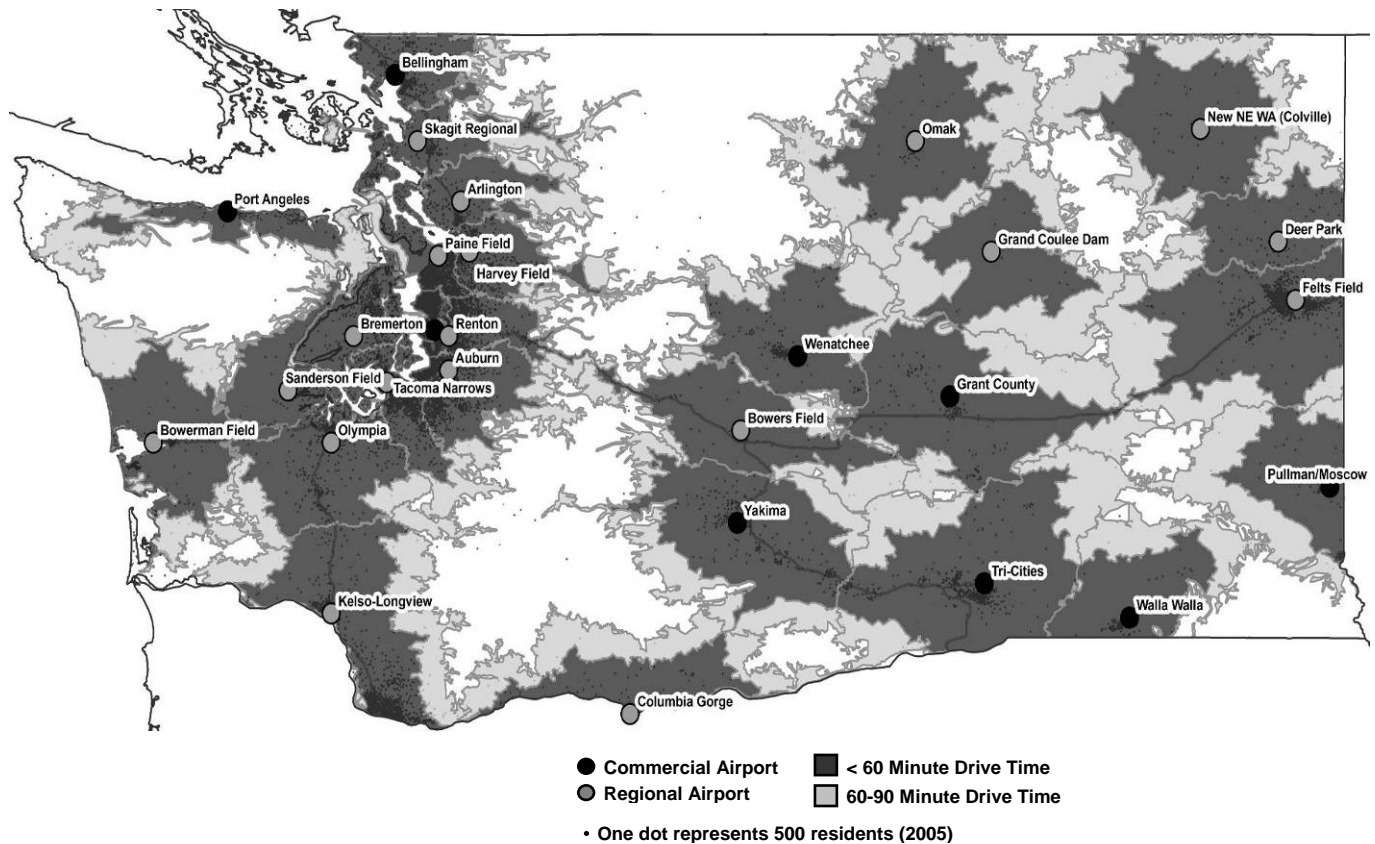 Bellingham
Skagit Regional
Omak
New NE WA (Colville)
Arlington
Port Angeles
Paine Field
Harvey Field
Grand Coulee Dam
Deer Park
Felts Field
Bremerton
Renton
Wenatchee
Auburn
Sanderson Field
Tacoma Narrows
Grant County
Bowerman Field
Olympia
Bowers Field
Pullman/Moscow
Yakima
Tri-Cities
Kelso-Longview
Walla Walla
Columbia Gorge
Commercial Airport
< 60 Minute Drive Time
Regional Airport
60-90 Minute Drive Time
• One dot represents 500 residents (2005)